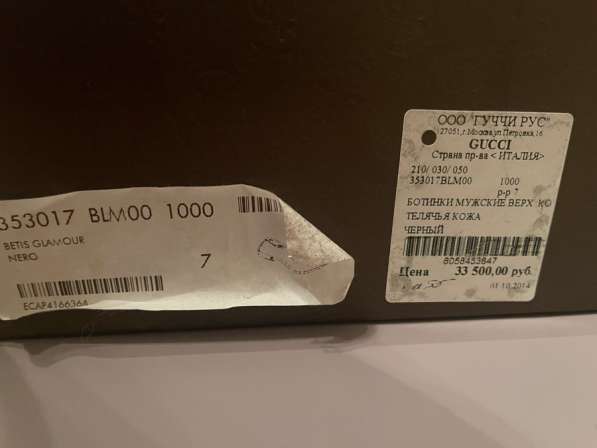 353017 BLM00 1000
BETIS GLAMOUR
NERO
7
ECAP4166364
ООО "ГУЧЧИ РУС"
27051, г. Москва, ул. Петровка, 16
GUCCI
Страна пр-ва < ИТАЛИЯ>
210/ 030/ 050
353017BLM00 1000
р-р 7
БОТИНКИ МУЖСКИЕ ВЕРХ КО
ТЕЛЯЧЬЯ КОЖА
ЧЕРНЫЙ
8058453847
Цена 33 500,00 руб.
01.10.2014